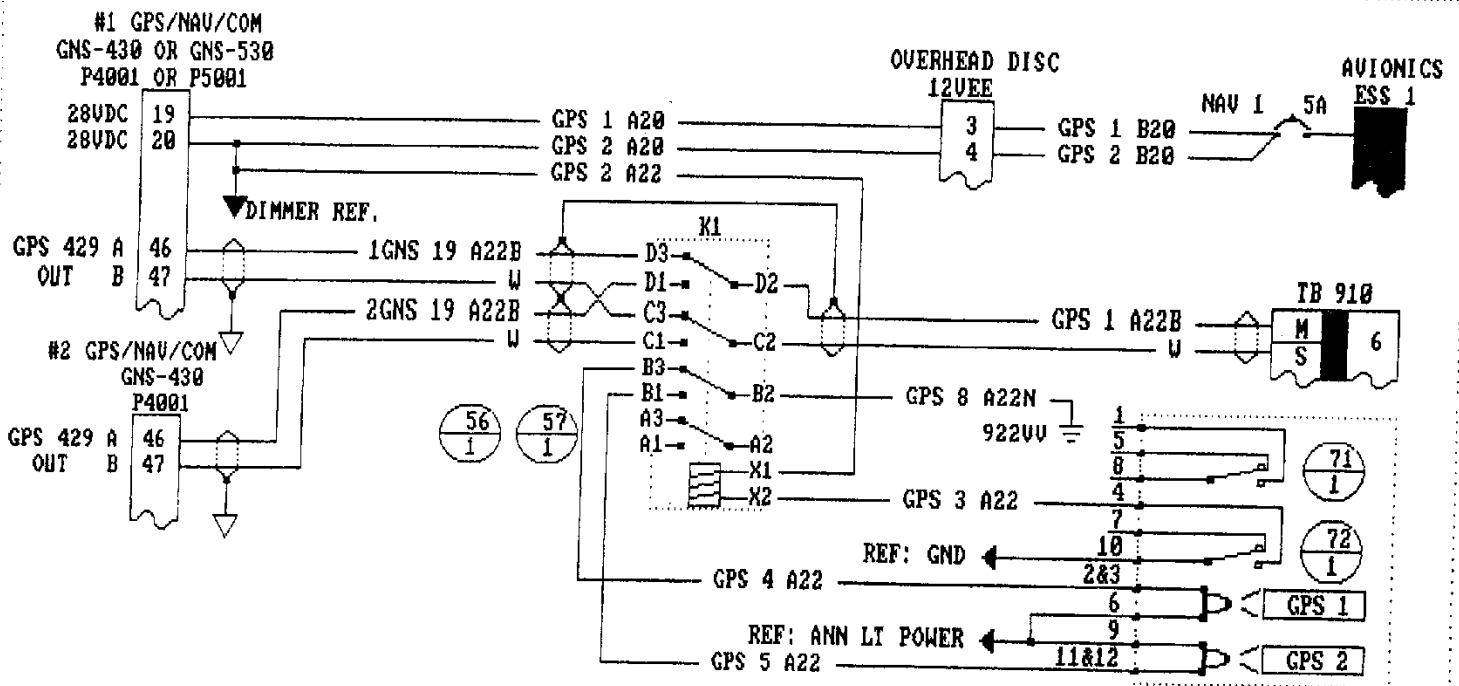 #1 GPS/NAV/COM
GNS-430 OR GNS-530
P4001 OR P5001
28VDC 19
28VDC 20
GPS 1 A20
GPS 2 A20
GPS 2 A22
OVERHEAD DISC
12VEE
3
4
GPS 1 B20
GPS 2 B20
NAV 1
5A
AVIONICS
ESS 1
DIMMER REF.
GPS 429 A 46
OUT B 47
1GNS 19 A22B
W
2GNS 19 A22B
W
K1
D3
D1
D2
C3
C1
C2
B3
B1
B2
A3
A1
A2
X1
X2
GPS 1 A22B
W
TB 910
M
S
6
#2 GPS/NAV/COM
GNS-430
P4001
GPS 429 A 46
OUT B 47
56
1
57
1
GPS 8 A22N
922VV
1
5
8
4
7
10
2&3
6
9
11&12
71
1
72
1
GPS 3 A22
REF: GND
GPS 4 A22
REF: ANN LT POWER
GPS 5 A22
GPS 1
GPS 2